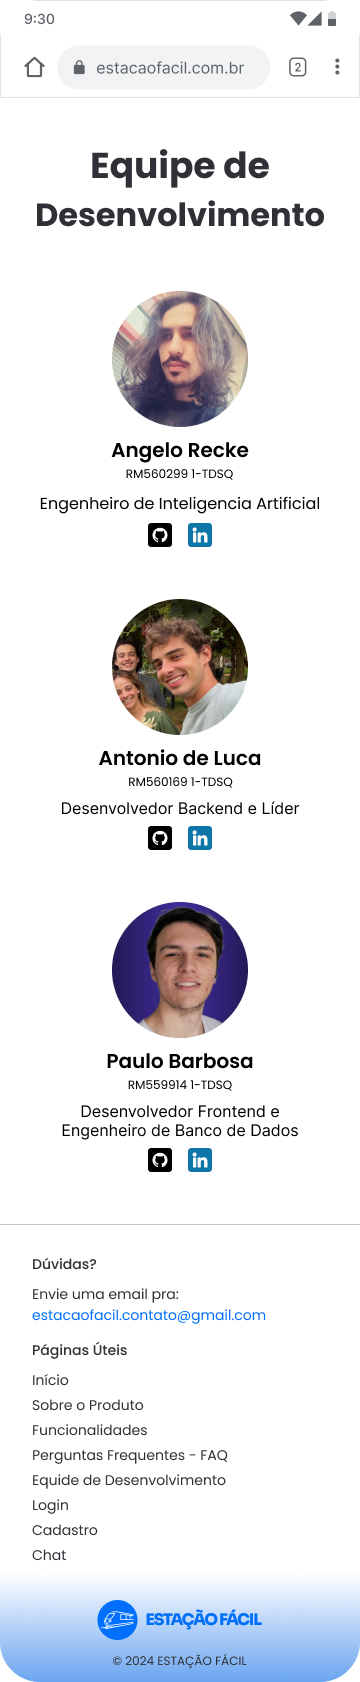 9:30
estacaofacil.com.br
2
Equipe de
Desenvolvimento
Angelo Recke
RM560299 1-TDSQ
Engenheiro de Inteligencia Artificial
in
Antonio de Luca
RM560169 1-TDSQ
Desenvolvedor Backend e Líder
in
Paulo Barbosa
RM559914 1-TDSQ
Desenvolvedor Frontend e
Engenheiro de Banco de Dados
in
Dúvidas?
Envie uma email pra:
estacaofacil.contato@gmail.com
Páginas Úteis
Início
Sobre o Produto
Funcionalidades
Perguntas Frequentes - FAQ
Equide de Desenvolvimento
Login
Cadastro
Chat
ESTAÇÃO FÁCIL
© 2024 ESTAÇÃO FÁCIL